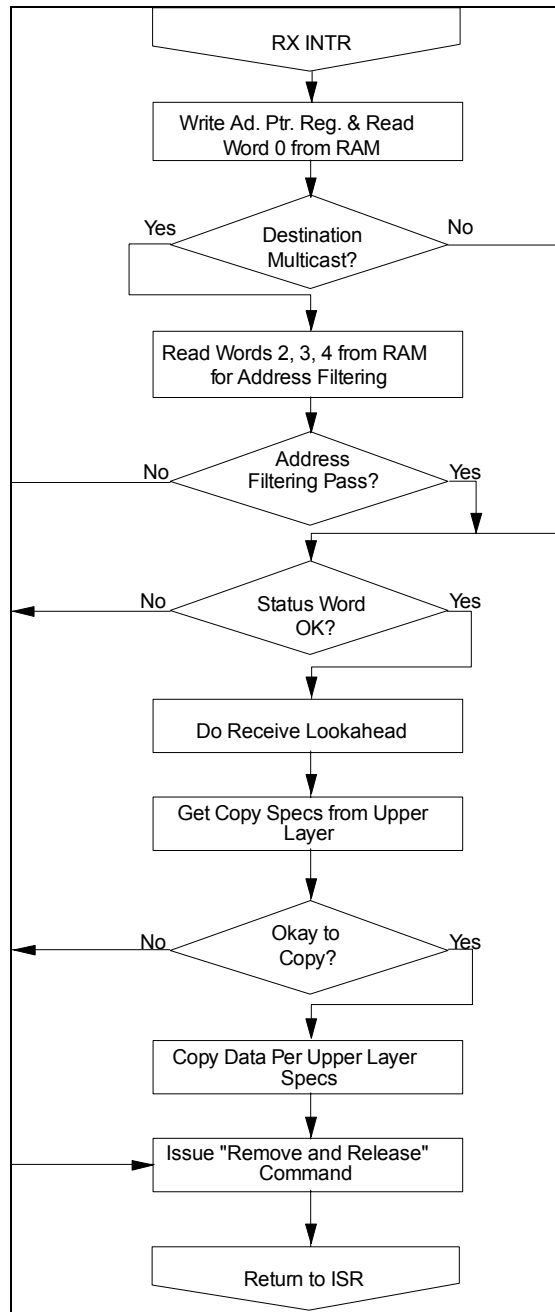 RX INTR
Write Ad. Ptr. Reg. & Read
Word 0 from RAM
Yes
No
Destination
Multicast?
Read Words 2, 3, 4 from RAM
for Address Filtering
No
Address
Filtering Pass?
Yes
No
Status Word
OK?
Yes
Do Receive Lookahead
Get Copy Specs from Upper
Layer
No
Okay to
Copy?
Yes
Copy Data Per Upper Layer
Specs
Issue "Remove and Release"
Command
Return to ISR